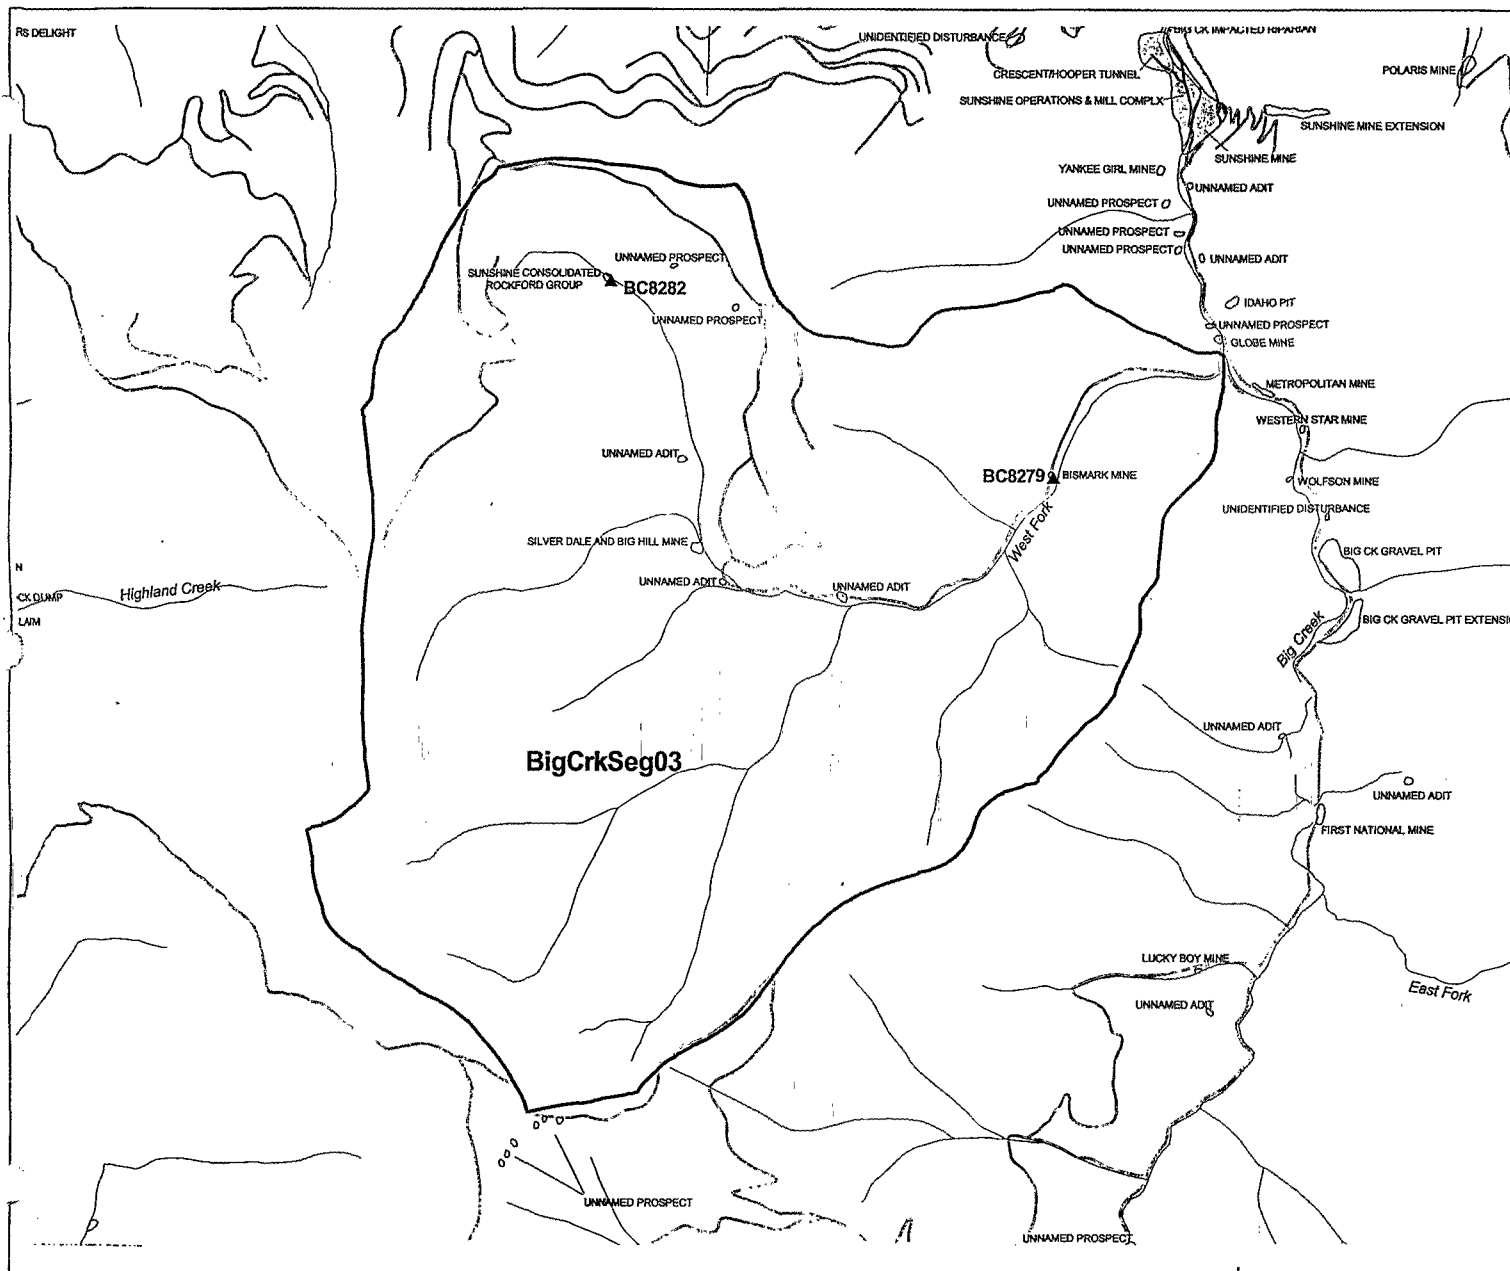 RS DELIGHT
UNIDENTIFIED DISTURBANCE
BIG CK IMPACTED RIPARIAN
CRESCENT/HOOPER TUNNEL
POLARIS MINE
SUNSHINE OPERATIONS & MILL COMPLX
SUNSHINE MINE EXTENSION
SUNSHINE MINE
YANKEE GIRL MINE
UNNAMED ADIT
UNNAMED PROSPECT
UNNAMED PROSPECT
UNNAMED PROSPECT
UNNAMED ADIT
UNNAMED PROSPECT
SUNSHINE CONSOLIDATED
ROCKFORD GROUP
BC8282
IDAHO PIT
UNNAMED PROSPECT
UNNAMED PROSPECT
GLOBE MINE
METROPOLITAN MINE
WESTERN STAR MINE
UNNAMED ADIT
BC8279
BISMARK MINE
WOLFSON MINE
UNIDENTIFIED DISTURBANCE
West Fork
SILVER DALE AND BIG HILL MINE
BIG CK GRAVEL PIT
N
UNNAMED ADIT
UNNAMED ADIT
Highland Creek
CK DUMP
LAIM
BIG CK GRAVEL PIT EXTENSI
Big Creek
UNNAMED ADIT
BigCrkSeg03
UNNAMED ADIT
FIRST NATIONAL MINE
LUCKY BOY MINE
East Fork
UNNAMED ADIT
UNNAMED PROSPECT
UNNAMED PROSPECT